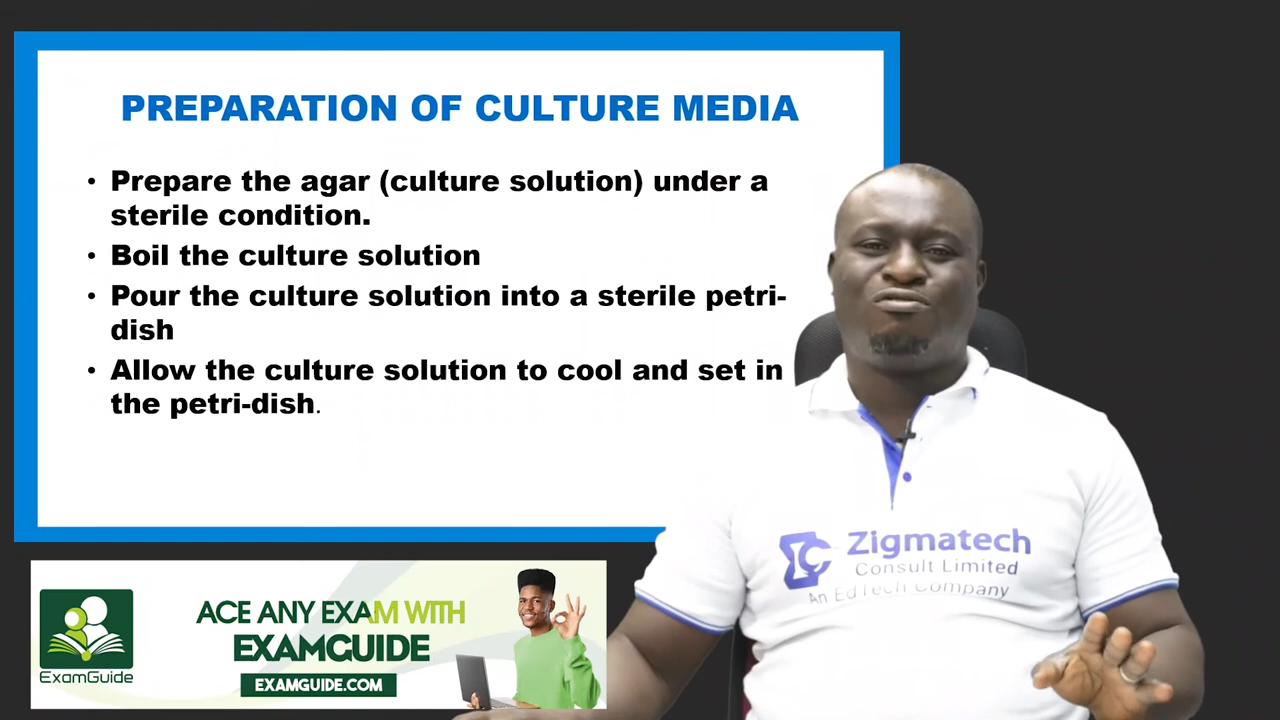 PREPARATION OF CULTURE MEDIA
• Prepare the agar (culture solution) under a
sterile condition.
• Boil the culture solution
• Pour the culture solution into a sterile petri-
dish
• Allow the culture solution to cool and set in
the petri-dish.
Zigmatech
Consult Limited
An EdTech Company
ExamGuide
ACE ANY EXAM WITH
EXAMGUIDE
EXAMGUIDE.COM